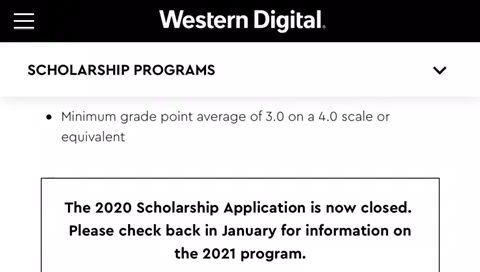 Western Digital.
SCHOLARSHIP PROGRAMS
• Minimum grade point average of 3.0 on a 4.0 scale or
equivalent
The 2020 Scholarship Application is now closed.
Please check back in January for information on
the 2021 program.